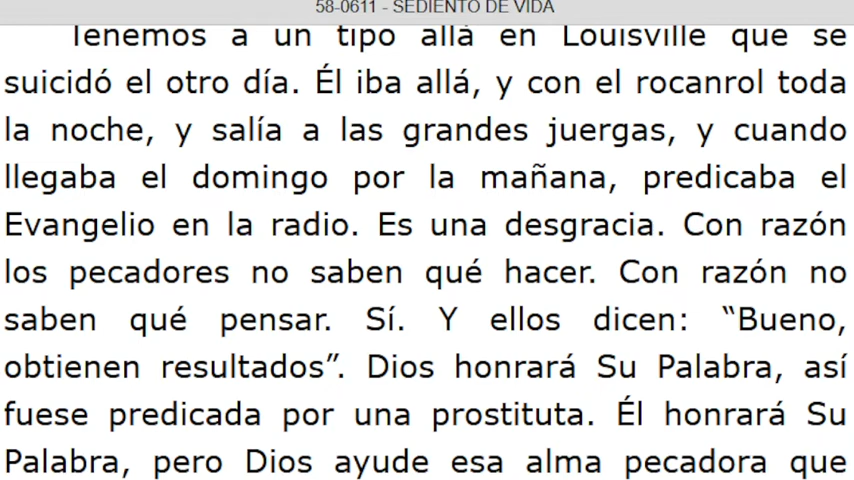 58-0611 - SEDIENTO DE VIDA
Tenemos a un tipo allá en Louisville que se
suicidó el otro día. Él iba allá, y con el rocanrol toda
la noche, y salía a las grandes juergas, y cuando
llegaba el domingo por la mañana, predicaba el
Evangelio en la radio. Es una desgracia. Con razón
los pecadores no saben qué hacer. Con razón no
saben qué pensar. Sí. Y ellos dicen: “Bueno,
obtienen resultados”. Dios honrará Su Palabra, así
fuese predicada por una prostituta. Él honrará Su
Palabra, pero Dios ayude esa alma pecadora que